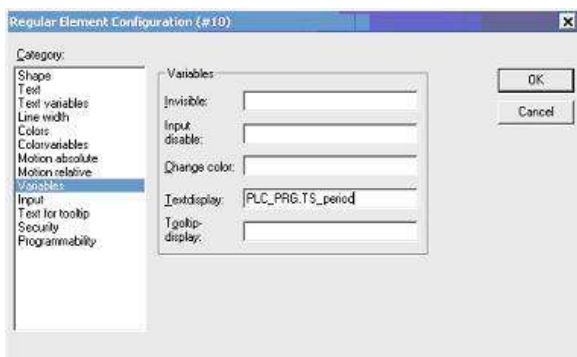 Regular Element Configuration (#10)
Category:
Shape
Text
Text variables
Line width
Colors
Colorvariables
Motion absolute
Motion relative
Variables
Input
Text for tooltip
Security
Programmability
Variables
Invisible:
Input
disable:
Change color:
Textdisplay: PLC_PRG.TS_period
Tooltip-
display:
OK
Cancel